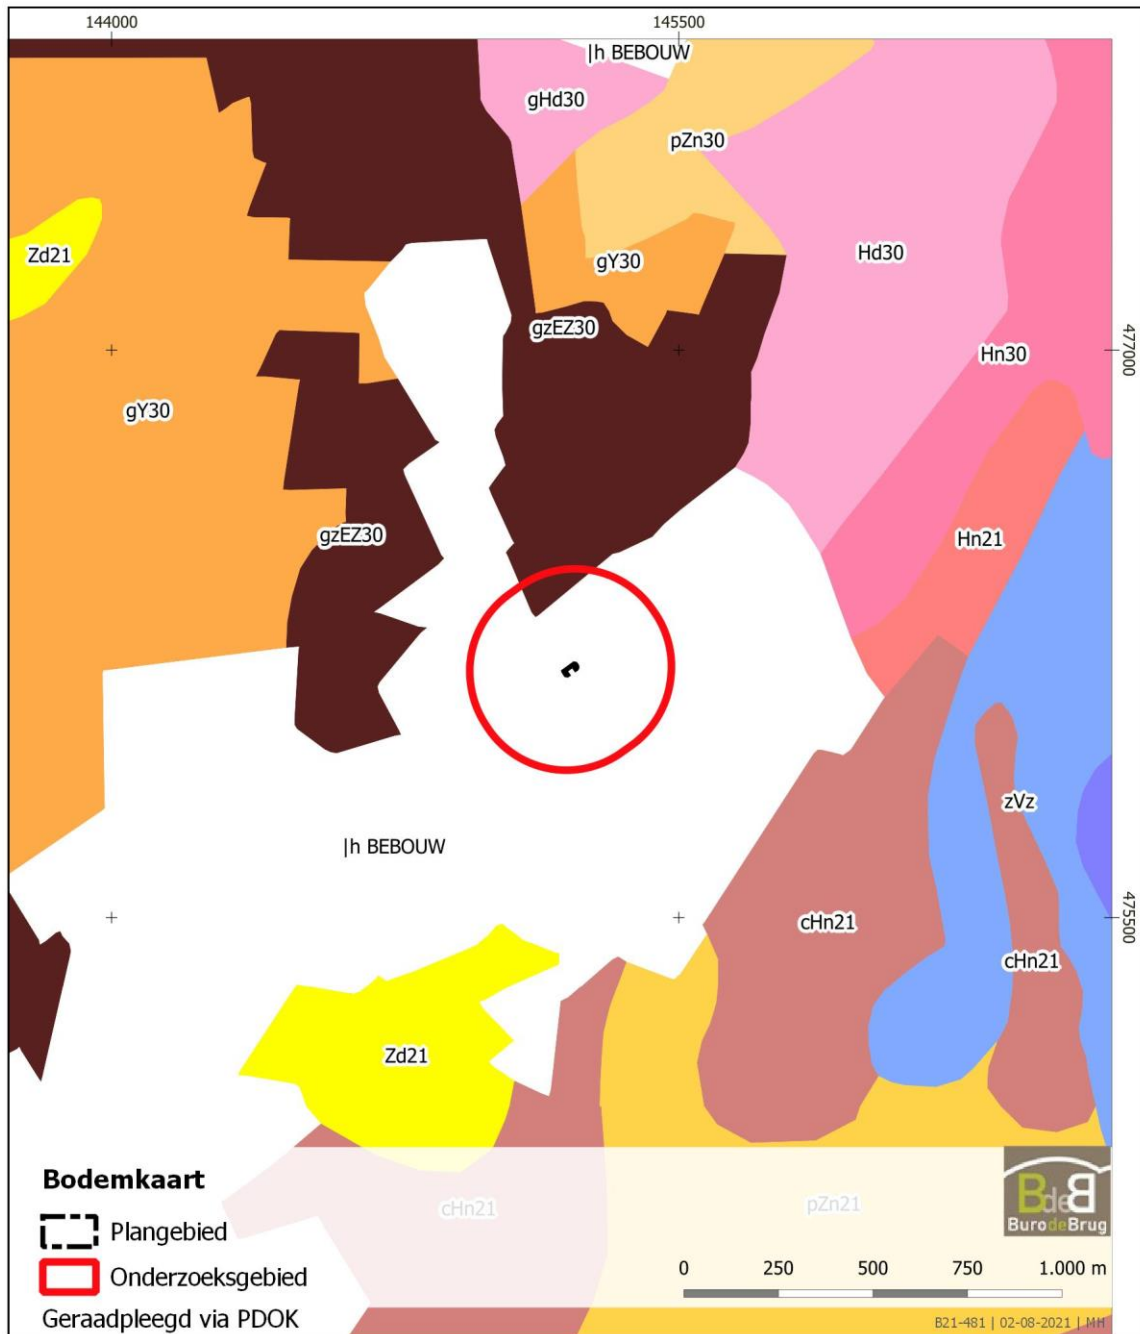 144000
145500
|h BEBOUW
gHd30
pZn30
Zd21
gY30
Hd30
gzEZ30
Hn30
477000
gY30
gzEZ30
Hn21
zVz
|h BEBOUW
cHn21
475500
cHn21
Zd21
cHn21
pZn21
Bodemkaart
Plangebied
Onderzoeksgebied
Geraadpleegd via PDOK
BdeB
BurodeBrug
0 250 500 750 1.000 m
B21-481 | 02-08-2021 | MH